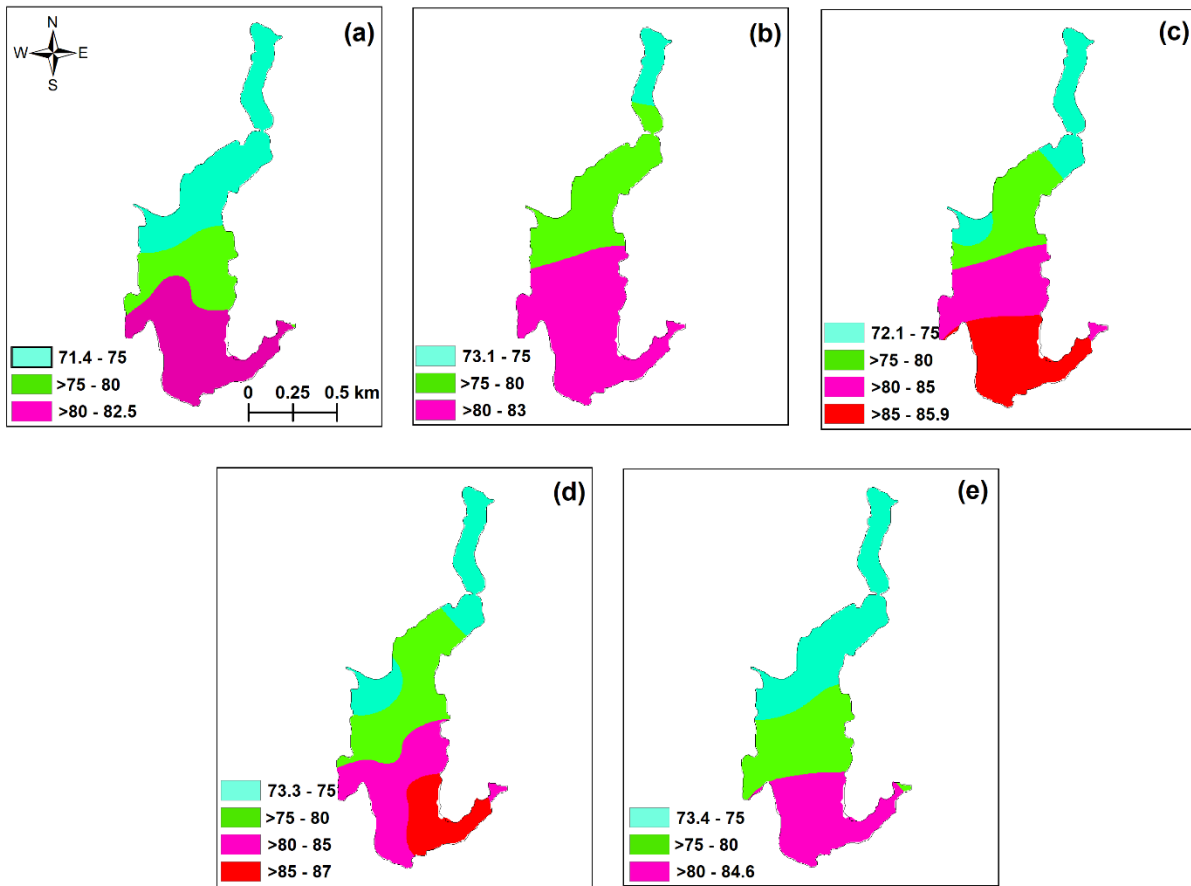 N
W E
S
(a)
71.4 - 75
>75 - 80
>80 - 82.5
0 0.25 0.5 km
(b)
73.1 - 75
>75 - 80
>80 - 83
(c)
72.1 - 75
>75 - 80
>80 - 85
>85 - 85.9
(d)
73.3 - 75
>75 - 80
>80 - 85
>85 - 87
(e)
73.4 - 75
>75 - 80
>80 - 84.6